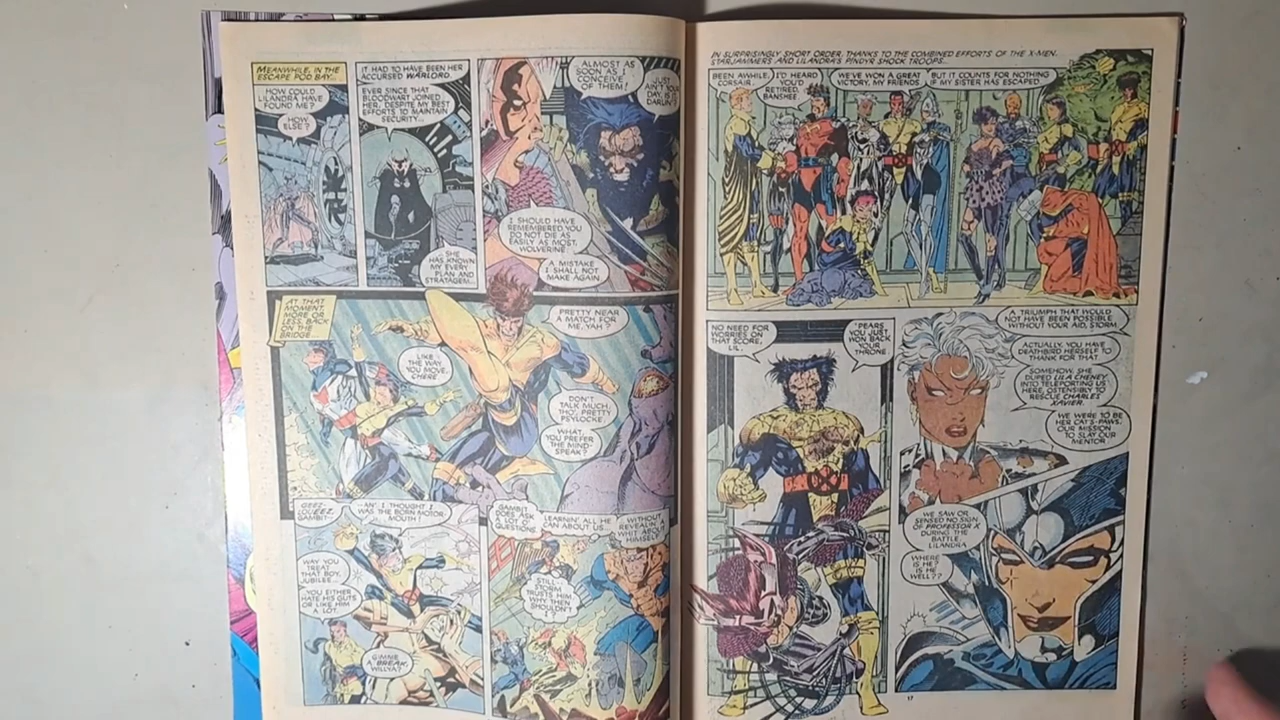 MEANWHILE, IN THE
ESCAPE POD BAY...
HOW COULD
LILANDRA HAVE
FOUND ME?
HOW
ELSE?
IT HAD TO HAVE BEEN HER
ACCURSED WARLORD.
EVER SINCE THAT
BLOODWART JOINED
HER, DESPITE MY BEST
EFFORTS TO MAINTAIN
SECURITY...
...SHE
HAS KNOWN
MY EVERY
PLAN AND
STRATAGEM...
ALMOST AS
SOON AS I
CONCEIVE
OF THEM!
JUST
AIN'T YOUR
DAY, IS IT,
DARLIN'?
I SHOULD HAVE
REMEMBERED YOU
DO NOT DIE AS
EASILY AS MOST,
WOLVERINE.
A MISTAKE
I SHALL NOT
MAKE AGAIN.
AT THAT
MOMENT,
MORE OR
LESS, BACK
ON THE
BRIDGE...
LIKE
THE WAY
YOU MOVE,
CHERE.
PRETTY NEAR
A MATCH FOR
ME, YAH?
DON'T
TALK MUCH,
THO', PRETTY
PSYLOCKE.
WHAT,
YOU PREFER
THE MIND-
SPEAK?
GEEZ-
LOUEEZ,
GAMBIT--
--AN' I THOUGHT I
WAS THE BORN MOTOR-
MOUTH!
WAY YOU
TREAT
THAT BOY,
JUBILEE...
YOU EITHER
HATE HIS GUTS
OR LIKE HIM
A LOT.
GIMME
A BREAK,
WILLYA?
GAMBIT
DOES ASK
A LOT O'
QUESTIONS.
LEARNIN' ALL HE
CAN ABOUT US...
WITHOUT
REVEALIN' A
WHIT ABOUT
HIMSELF.
STILL--
STORM
TRUSTS HIM.
WHY THEN
SHOULDN'T
I?
IN SURPRISINGLY SHORT ORDER, THANKS TO THE COMBINED EFFORTS OF THE X-MEN,
STARJAMMERS AND LILANDRA'S PINDYR SHOCK TROOPS...
BEEN AWHILE,
CORSAIR.
I'D HEARD
YOU'D
RETIRED,
BANSHEE.
WE'VE WON A GREAT
VICTORY, MY FRIENDS.
BUT IT COUNTS FOR NOTHING
IF MY SISTER HAS ESCAPED.
NO NEED FOR
WORRIES ON
THAT SCORE,
LIL.
'PEARS
YOU JUST
WON BACK
YOUR
THRONE.
A TRIUMPH THAT WOULD
NOT HAVE BEEN POSSIBLE
WITHOUT YOUR AID, STORM.
ACTUALLY, YOU HAVE
DEATHBIRD HERSELF TO
THANK FOR THAT.
SOMEHOW, SHE
DUPED LILA CHENEY
INTO TELEPORTING US
HERE, OSTENSIBLY TO
RESCUE CHARLES
XAVIER.
WE WERE TO BE
HER CAT'S-PAWS.
OUR MISSION
TO SLAY OUR
MENTOR.
WE SAW OR
SENSED NO SIGN
OF PROFESSOR X
DURING THE
BATTLE,
LILANDRA.
WHERE
IS HE?
IS HE
WELL??
17